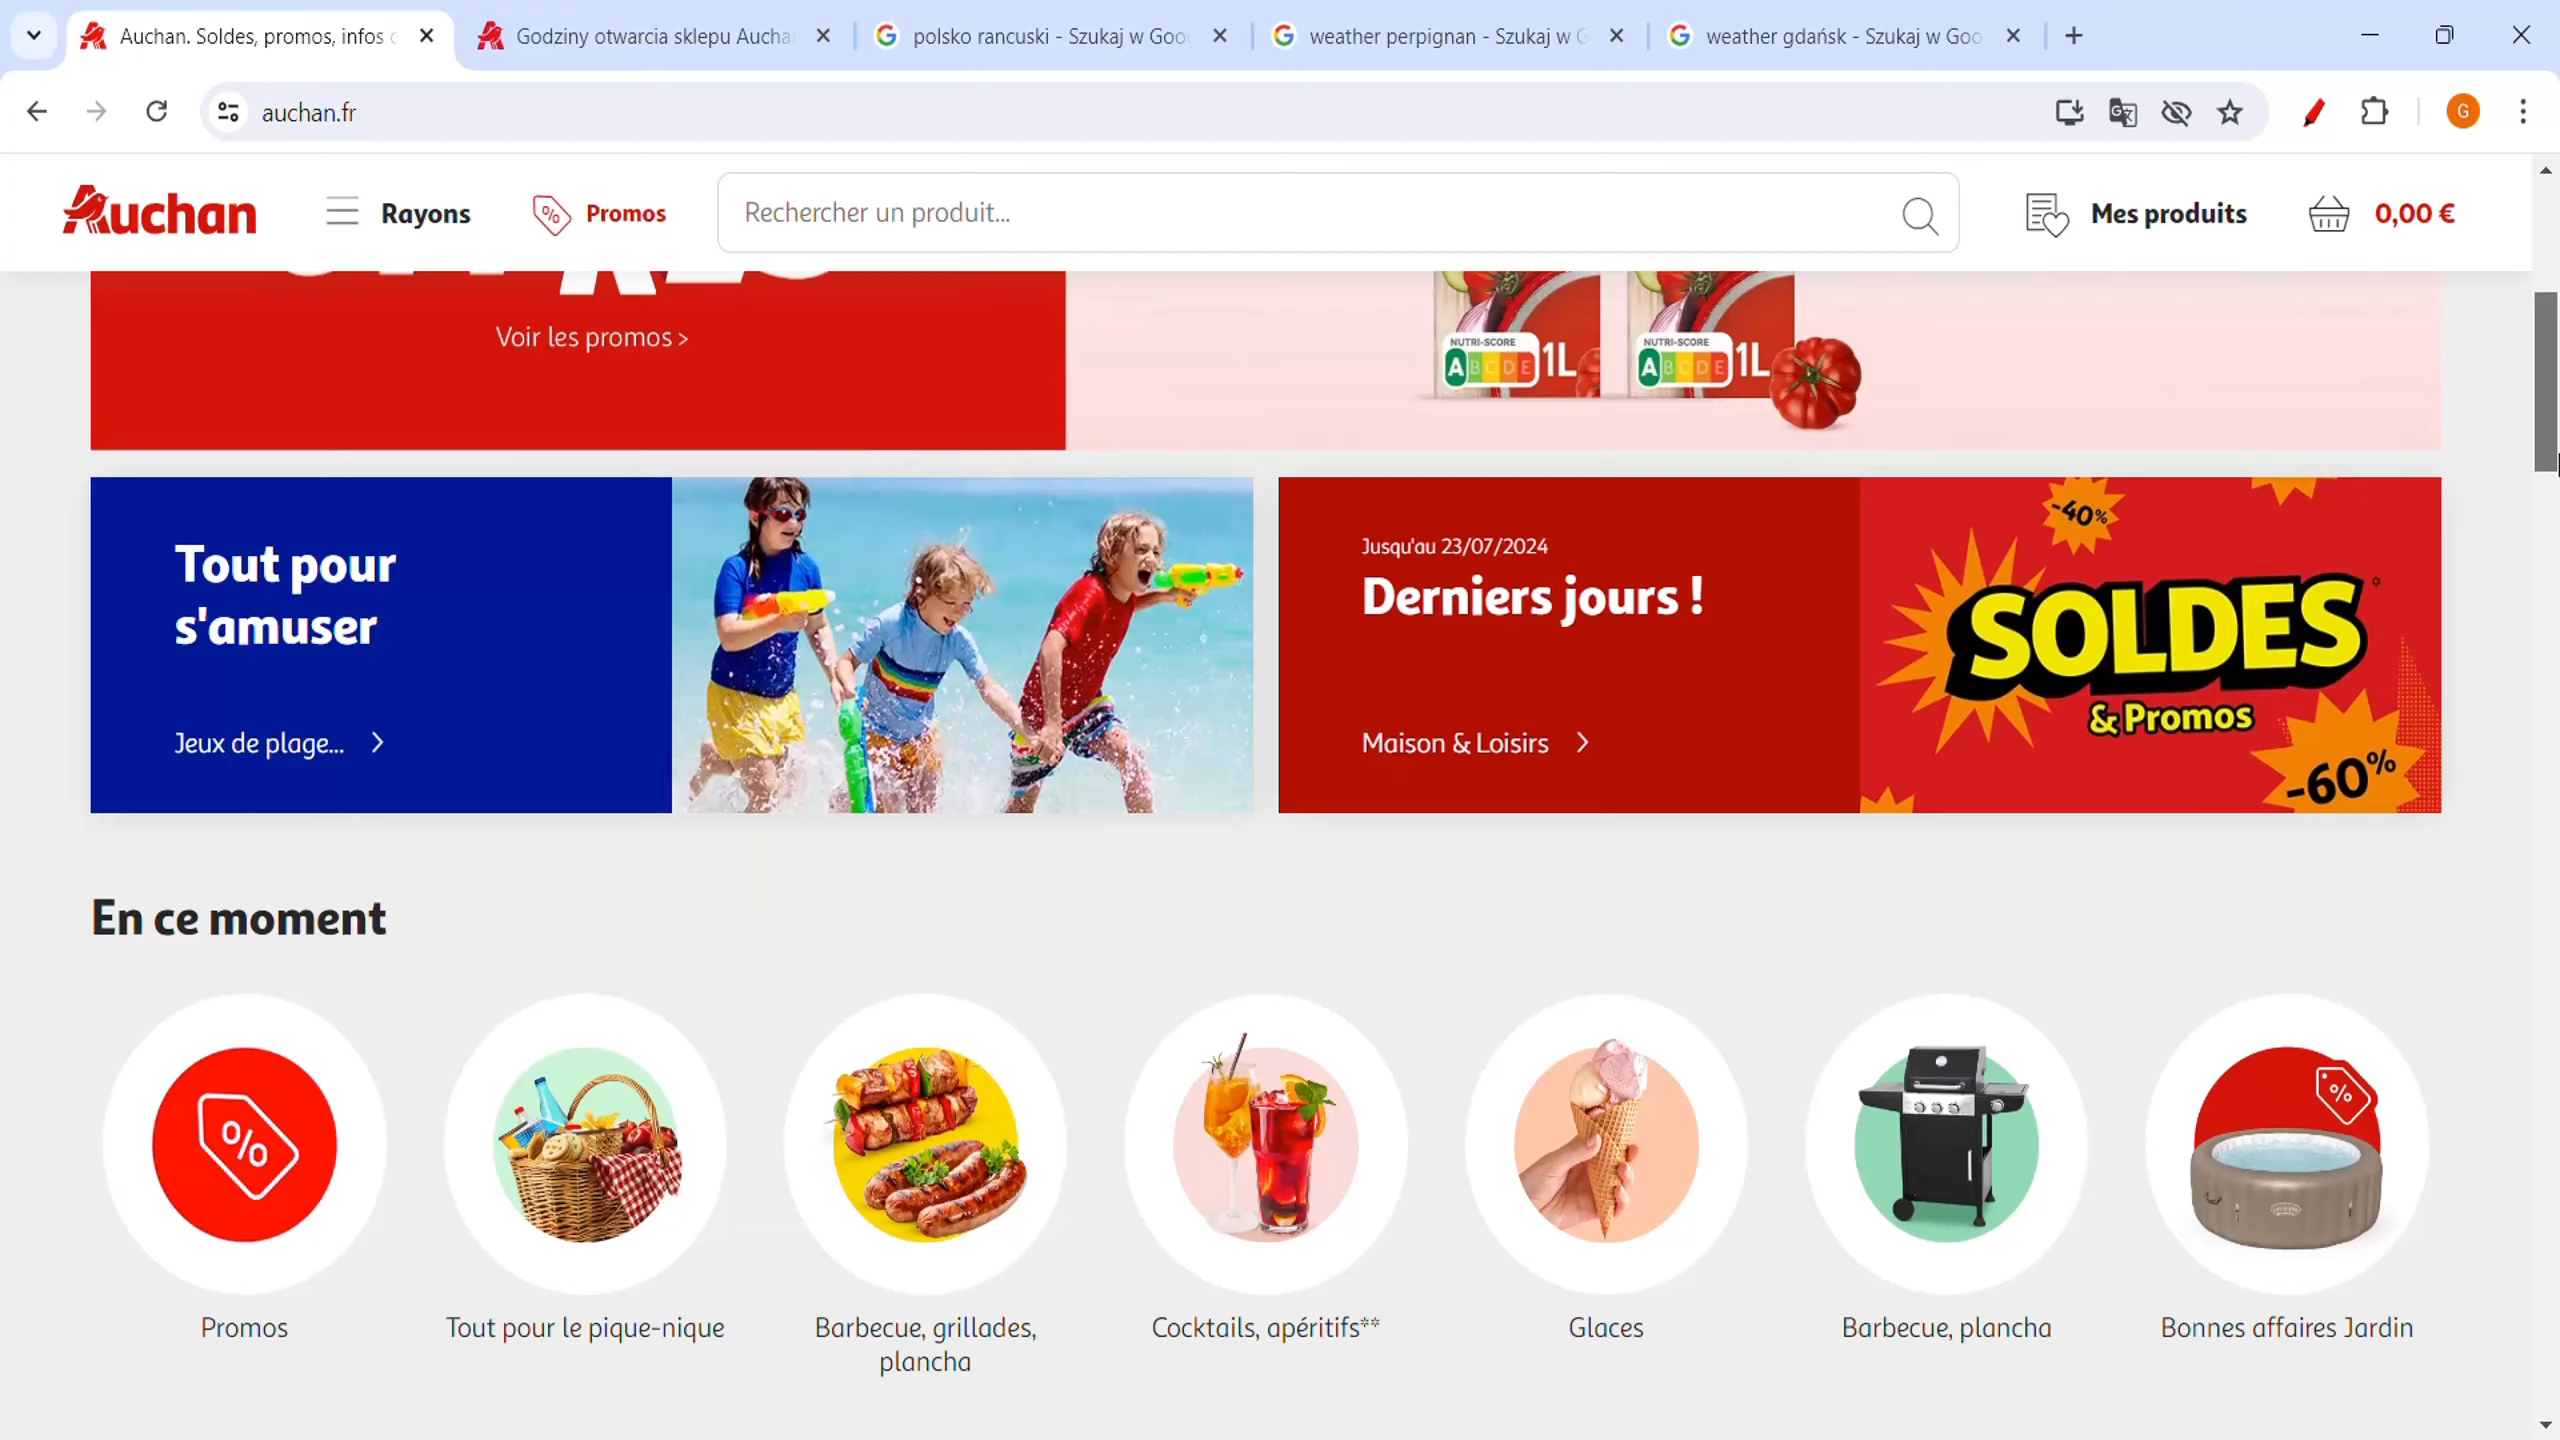 Auchan. Soldes, promos, infos
Godziny otwarcia sklepu Aucha
polsko rancuski - Szukaj w Goo
weather perpignan - Szukaj w G
weather gdańsk - Szukaj w Goo
auchan.fr
G
Auchan
Rayons
Promos
Rechercher un produit...
Mes produits
0,00 €
Voir les promos >
NUTRI-SCORE
ABCDE
1L
NUTRI-SCORE
ABCDE
1L
Tout pour
s'amuser
Jeux de plage...
Jusqu'au 23/07/2024
Derniers jours !
Maison & Loisirs
-40%
SOLDES*
& Promos
-60%
En ce moment
%
%
Promos
Tout pour le pique-nique
Barbecue, grillades,
plancha
Cocktails, apéritifs**
Glaces
Barbecue, plancha
Bonnes affaires Jardin